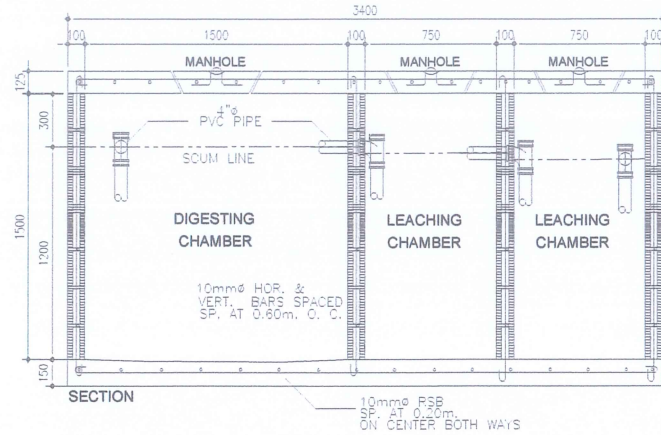 3400
100 1500 100 750 100 750 100
MANHOLE MANHOLE MANHOLE
125
300
4"ø
PVC PIPE
SCUM LINE
1500
1200
DIGESTING
CHAMBER
LEACHING
CHAMBER
LEACHING
CHAMBER
10mmø HOR. &
VERT. BARS SPACED
SP. AT 0.60m. O. C.
150
SECTION
10mmø RSB
SP. AT 0.20m.
ON CENTER BOTH WAYS